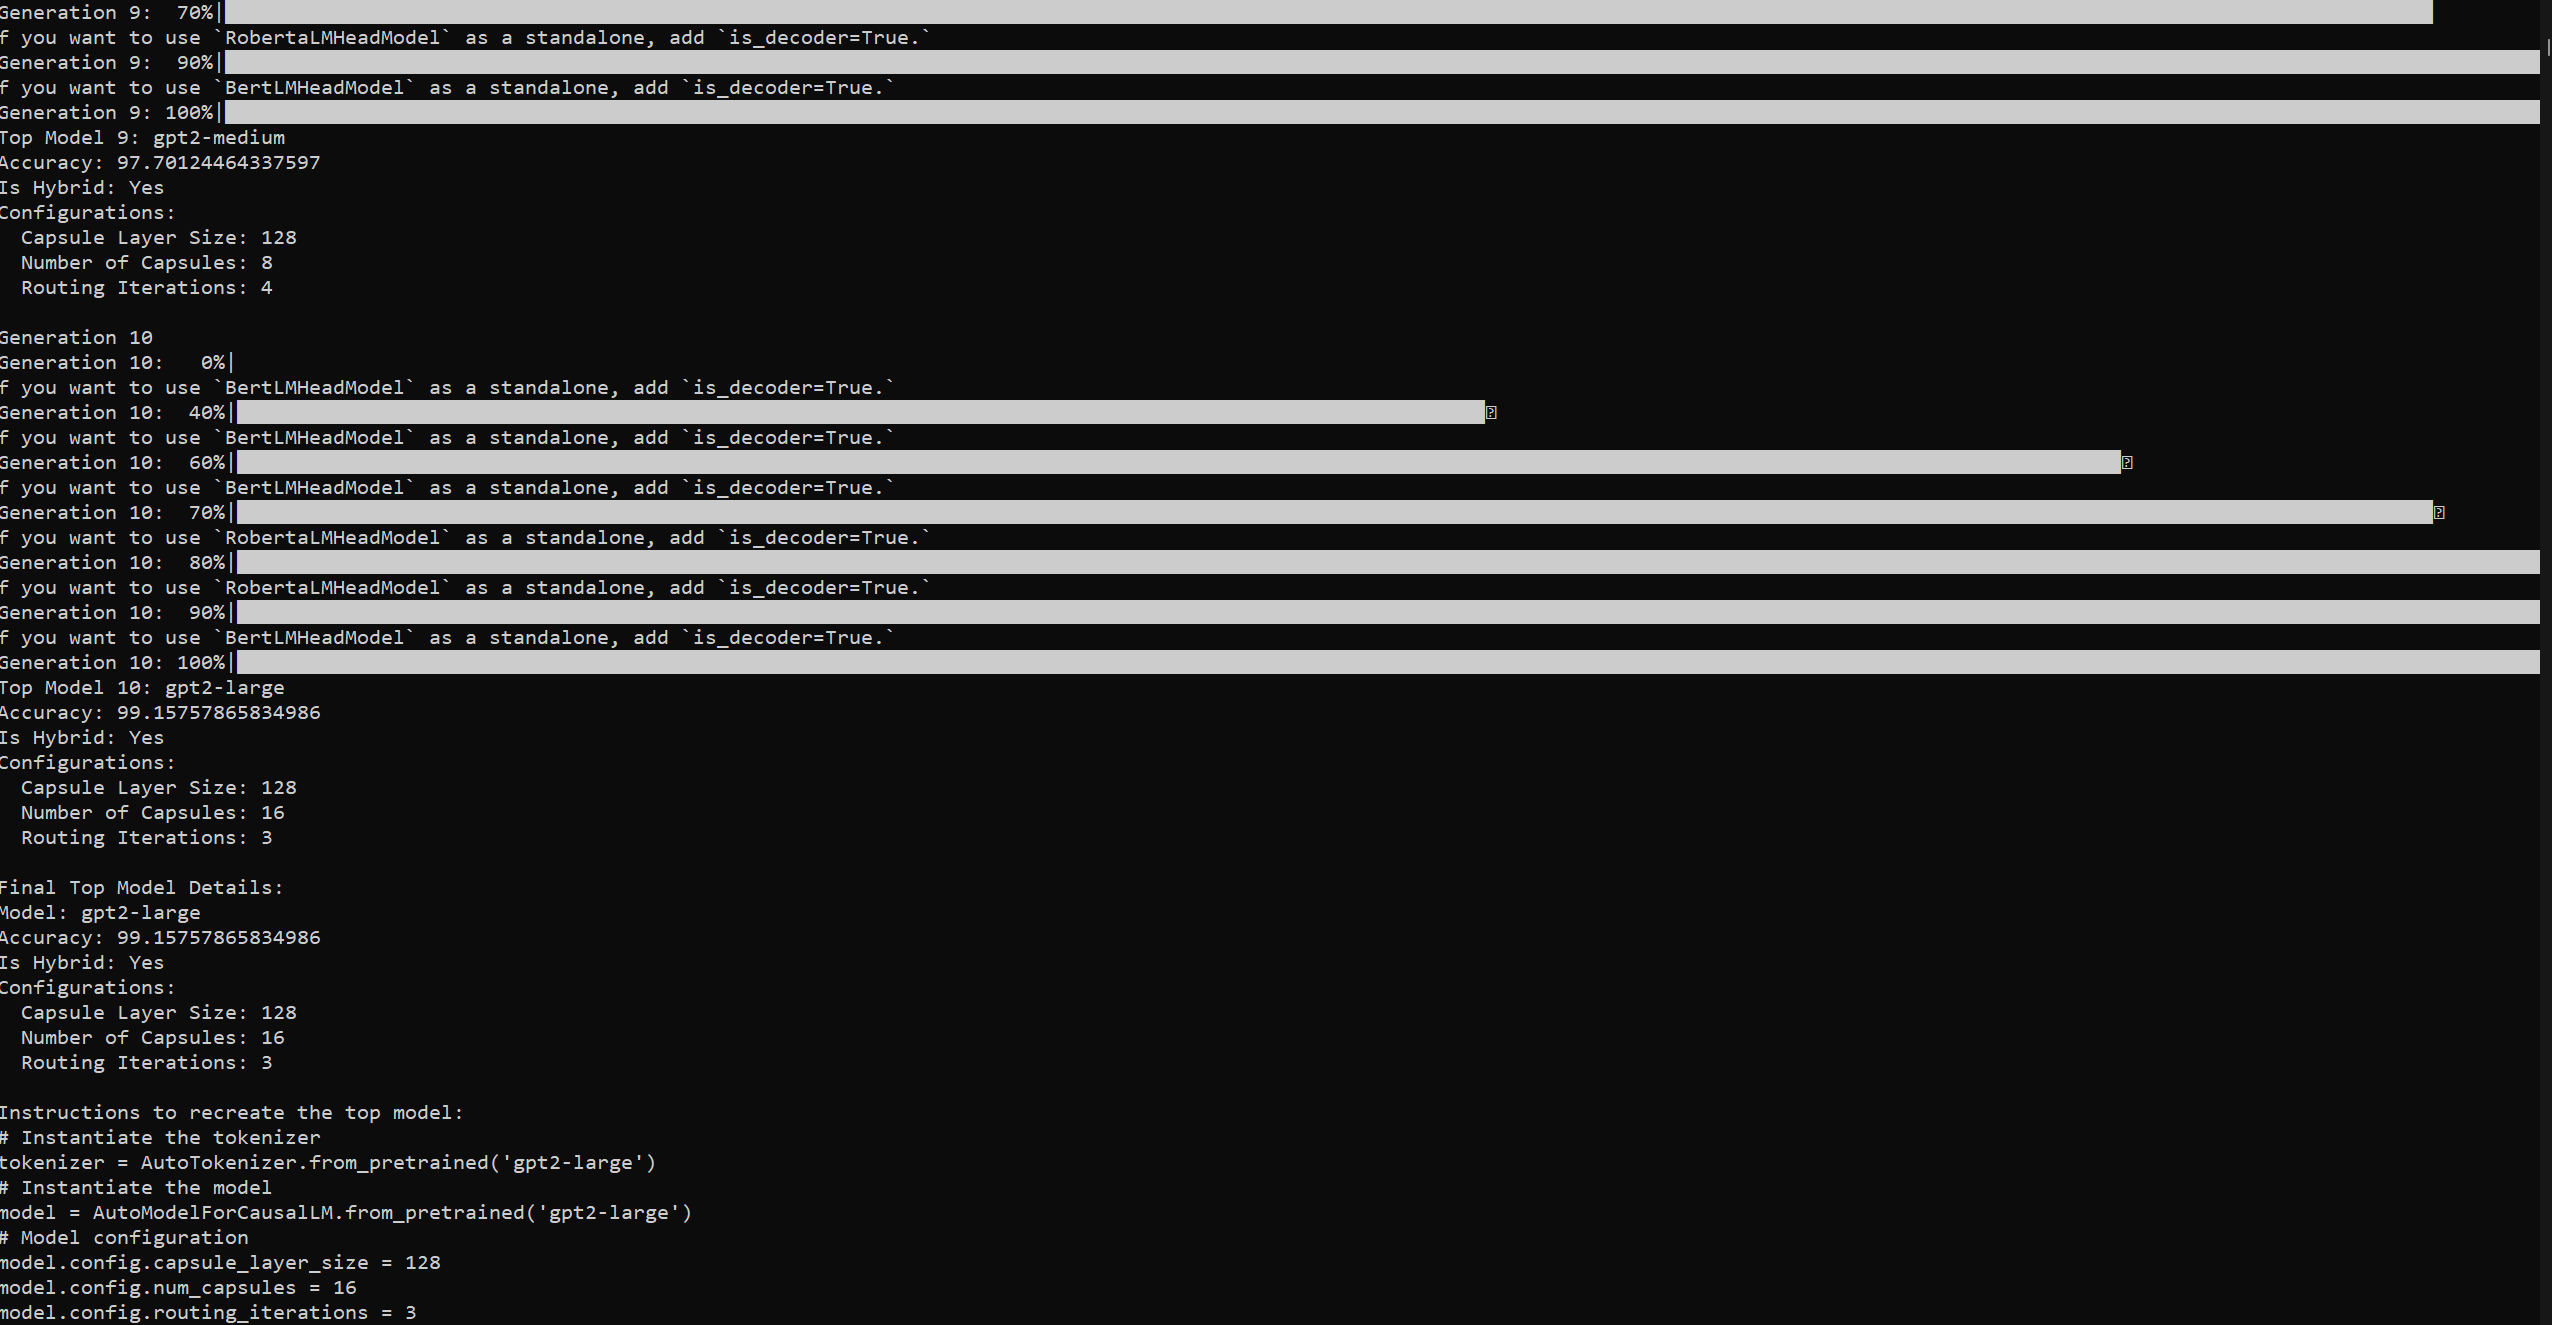 Generation 9:  70%|
f you want to use `RobertaLMHeadModel` as a standalone, add `is_decoder=True.`
Generation 9:  90%|
f you want to use `BertLMHeadModel` as a standalone, add `is_decoder=True.`
Generation 9: 100%|
Top Model 9: gpt2-medium
Accuracy: 97.70124464337597
Is Hybrid: Yes
Configurations:
  Capsule Layer Size: 128
  Number of Capsules: 8
  Routing Iterations: 4

Generation 10
Generation 10:   0%|
f you want to use `BertLMHeadModel` as a standalone, add `is_decoder=True.`
Generation 10:  40%|
f you want to use `BertLMHeadModel` as a standalone, add `is_decoder=True.`
Generation 10:  60%|
f you want to use `BertLMHeadModel` as a standalone, add `is_decoder=True.`
Generation 10:  70%|
f you want to use `RobertaLMHeadModel` as a standalone, add `is_decoder=True.`
Generation 10:  80%|
f you want to use `RobertaLMHeadModel` as a standalone, add `is_decoder=True.`
Generation 10:  90%|
f you want to use `BertLMHeadModel` as a standalone, add `is_decoder=True.`
Generation 10: 100%|
Top Model 10: gpt2-large
Accuracy: 99.15757865834986
Is Hybrid: Yes
Configurations:
  Capsule Layer Size: 128
  Number of Capsules: 16
  Routing Iterations: 3

Final Top Model Details:
Model: gpt2-large
Accuracy: 99.15757865834986
Is Hybrid: Yes
Configurations:
  Capsule Layer Size: 128
  Number of Capsules: 16
  Routing Iterations: 3

Instructions to recreate the top model:
# Instantiate the tokenizer
tokenizer = AutoTokenizer.from_pretrained('gpt2-large')
# Instantiate the model
model = AutoModelForCausalLM.from_pretrained('gpt2-large')
# Model configuration
model.config.capsule_layer_size = 128
model.config.num_capsules = 16
model.config.routing_iterations = 3